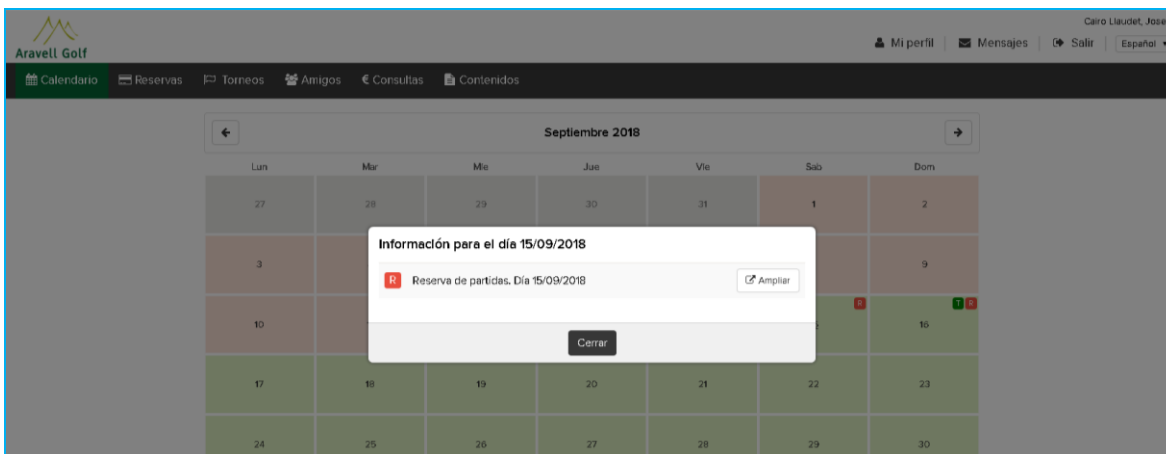 Cairo Llaudet, Jose
Aravell Golf
Mi perfil Mensajes Salir Español
Calendario Reservas Torneos Amigos € Consultas Contenidos
Septiembre 2018
Lun Mar Mie Jue Vie Sab Dom
27 28 29 30 31 1 2
Información para el día 15/09/2018
3 9
R Reserva de partidas. Día 15/09/2018 Ampliar
R T R
10 16
Cerrar
17 18 19 20 21 22 23
24 25 26 27 28 29 30